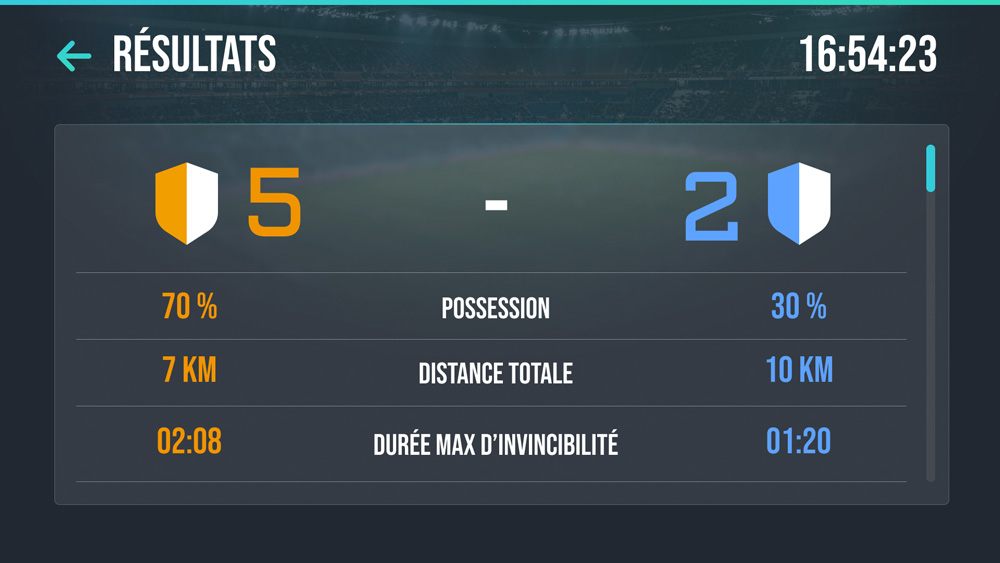 RÉSULTATS 16:54:23
5 - 2
70 % POSSESSION 30 %
7 KM DISTANCE TOTALE 10 KM
02:08 DURÉE MAX D’INVINCIBILITÉ 01:20